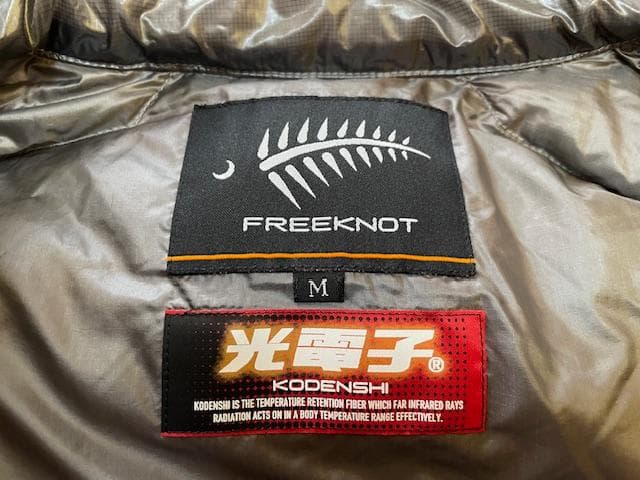 FREEKNOT
M
光電子®
KODENSHI
KODENSHI IS THE TEMPERATURE RETENTION FIBER WHICH FAR INFRARED RAYS
RADIATION ACTS ON IN A BODY TEMPERATURE RANGE EFFECTIVELY.